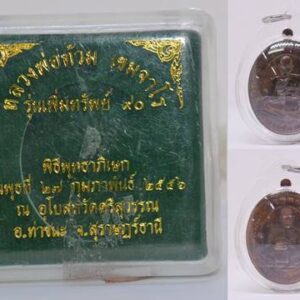 หลวงพ่อด้วม เขมจาโร
รุ่นเพิ่มทรัพย์ ๙๐
พิธีพุทธาภิเษก
วันพุธที่ ๒๗ กุมภาพันธ์ ๒๕๔๖
ณ อุโบสถวัดศรีสุวรรณ
อ.ท่าชนะ จ.สุราษฎร์ธานี